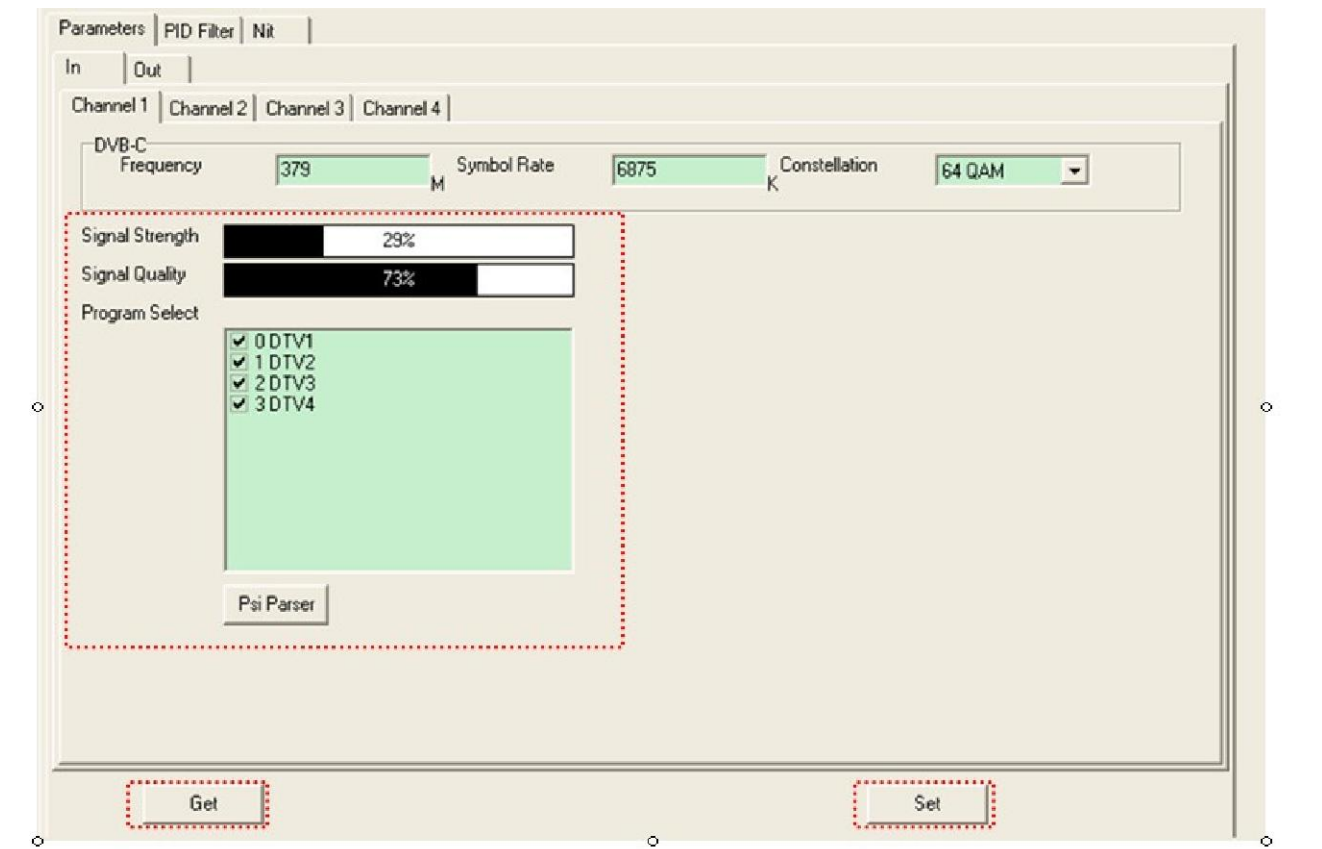 Parameters PID Filter Nit
In Out
Channel 1 Channel 2 Channel 3 Channel 4
DVB-C
Frequency 379 M Symbol Rate 6875 K Constellation 64 QAM
Signal Strength 29%
Signal Quality 73%
Program Select
0 DTV1
1 DTV2
2 DTV3
3 DTV4
Psi Parser
Get Set